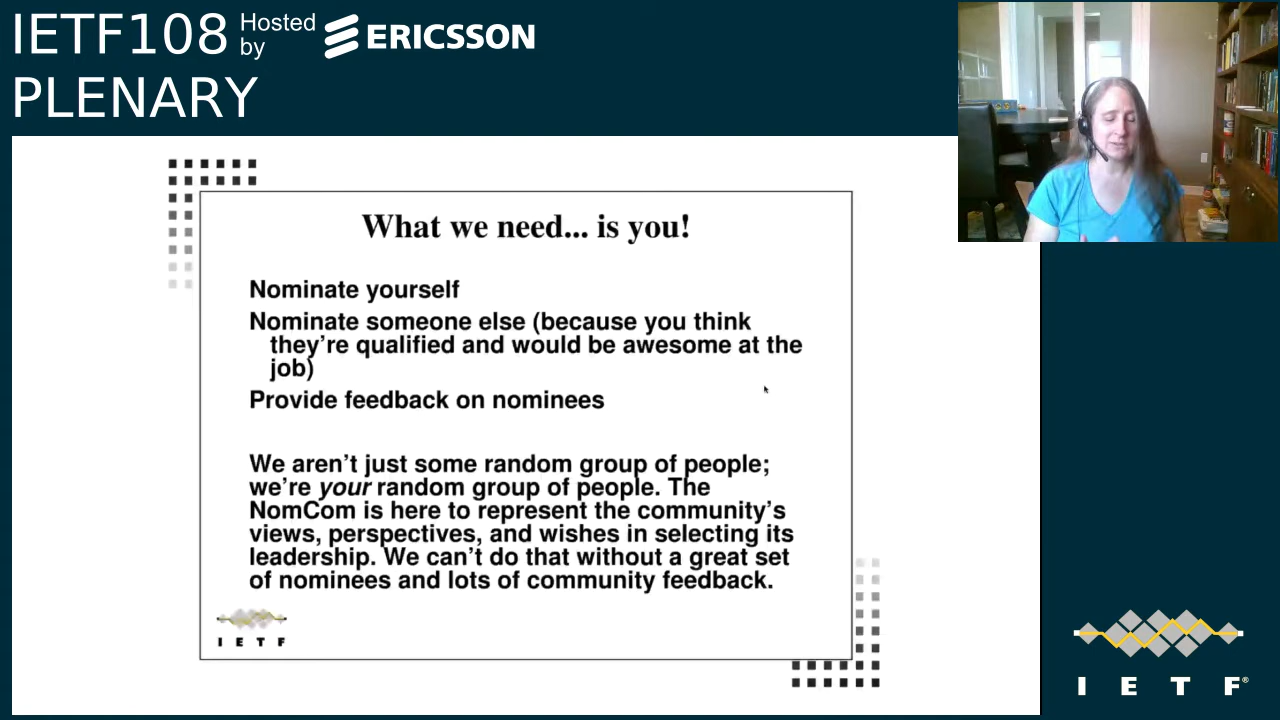 IETF108 Hosted by ERICSSON
PLENARY
What we need... is you!
Nominate yourself
Nominate someone else (because you think
they’re qualified and would be awesome at the
job)
Provide feedback on nominees
We aren’t just some random group of people;
we’re your random group of people. The
NomCom is here to represent the community’s
views, perspectives, and wishes in selecting its
leadership. We can’t do that without a great set
of nominees and lots of community feedback.
I E T F
I E T F®